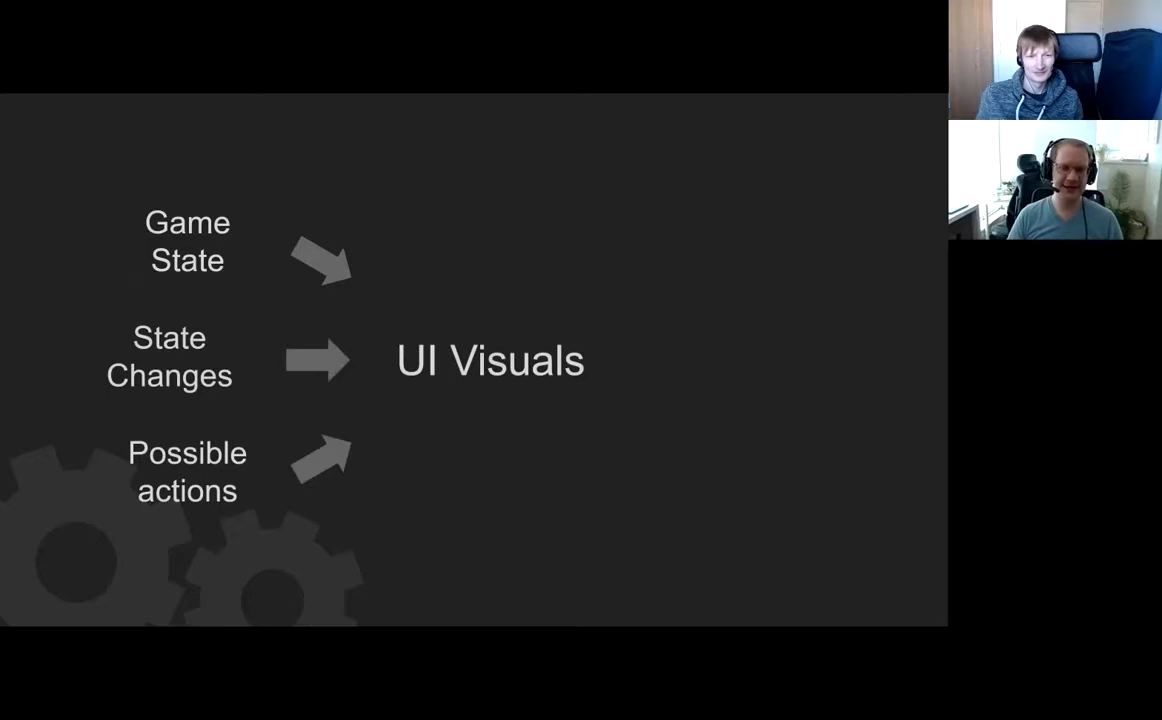 Game
State
State
Changes
UI Visuals
Possible
actions